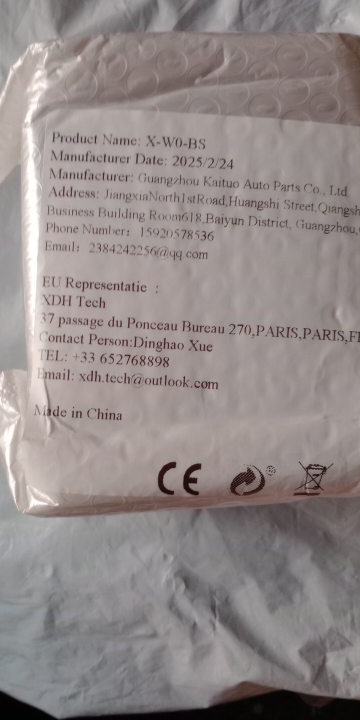 Product Name: X-W0-BS
Manufacturer Date: 2025/2/24
Manufacturer: Guangzhou Kaituo Auto Parts Co., Ltd
Address: JiangxiaNorth1stRoad,Huangshi Street,Qiangsh
Business Building Room618,Baiyun District, Guangzhou,
Phone Number: 15920578536
Email: 2384242256@qq.com
EU Representatie :
XDH Tech
37 passage du Ponceau Bureau 270,PARIS,PARIS,FR
Contact Person:Dinghao Xue
TEL: +33 652768898
Email: xdh.tech@outlook.com
Made in China
CE